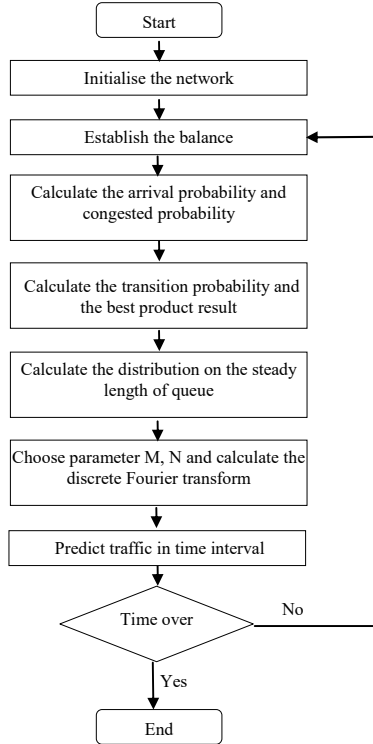 Start
Initialise the network
Establish the balance
Calculate the arrival probability and
congested probability
Calculate the transition probability and
the best product result
Calculate the distribution on the steady
length of queue
Choose parameter M, N and calculate the
discrete Fourier transform
Predict traffic in time interval
Time over
No
Yes
End